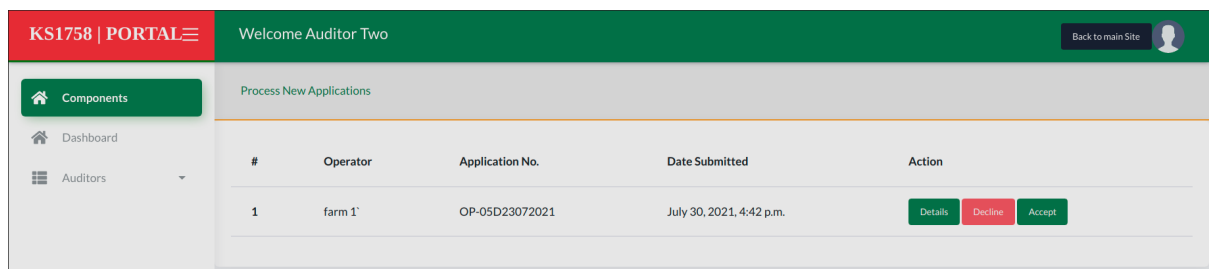 KS1758 | PORTAL
Welcome Auditor Two
Back to main Site
Components
Dashboard
Auditors
Process New Applications
# Operator Application No. Date Submitted Action
1 farm 1` OP-05D23072021 July 30, 2021, 4:42 p.m. Details Decline Accept